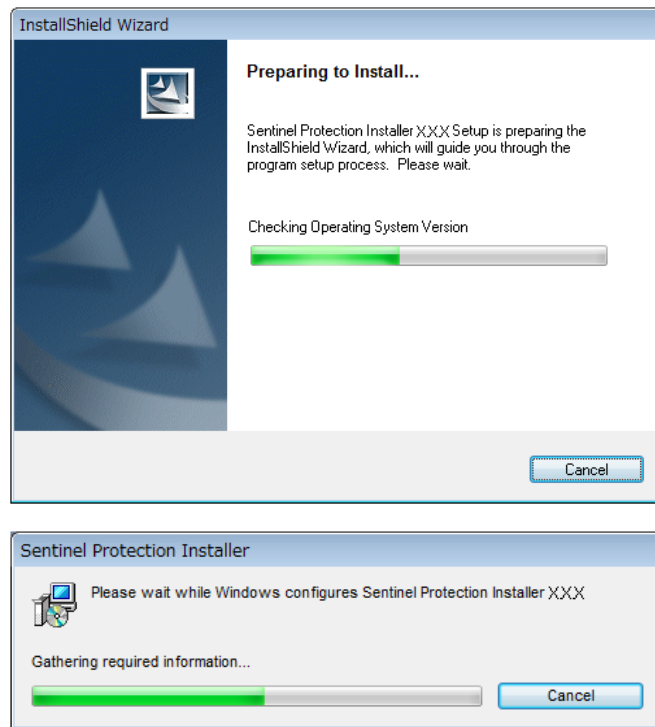 InstallShield Wizard
Preparing to Install...
Sentinel Protection Installer XXX Setup is preparing the
InstallShield Wizard, which will guide you through the
program setup process. Please wait.
Checking Operating System Version
Cancel
Sentinel Protection Installer
Please wait while Windows configures Sentinel Protection Installer XXX
Gathering required information...
Cancel